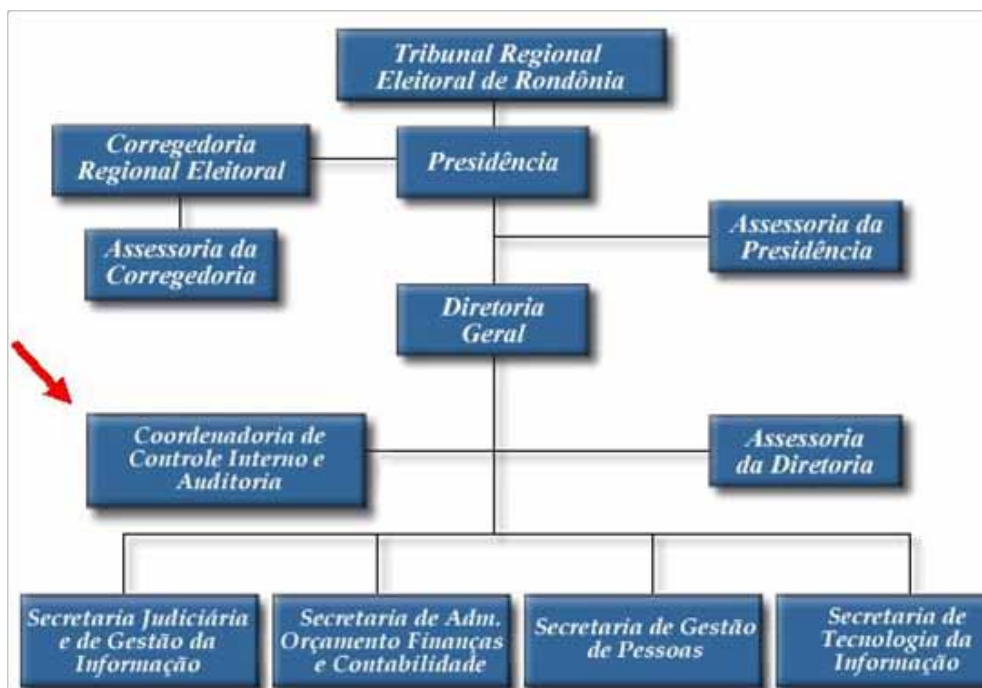 Tribunal Regional
Eleitoral de Rondônia
Corregedoria
Regional Eleitoral
Presidência
Assessoria da
Corregedoria
Assessoria da
Presidência
Diretoria
Geral
Coordenadoria de
Controle Interno e
Auditoria
Assessoria
da Diretoria
Secretaria Judiciária
e de Gestão da
Informação
Secretaria de Adm.
Orçamento Finanças
e Contabilidade
Secretaria de Gestão
de Pessoas
Secretaria de
Tecnologia da
Informação